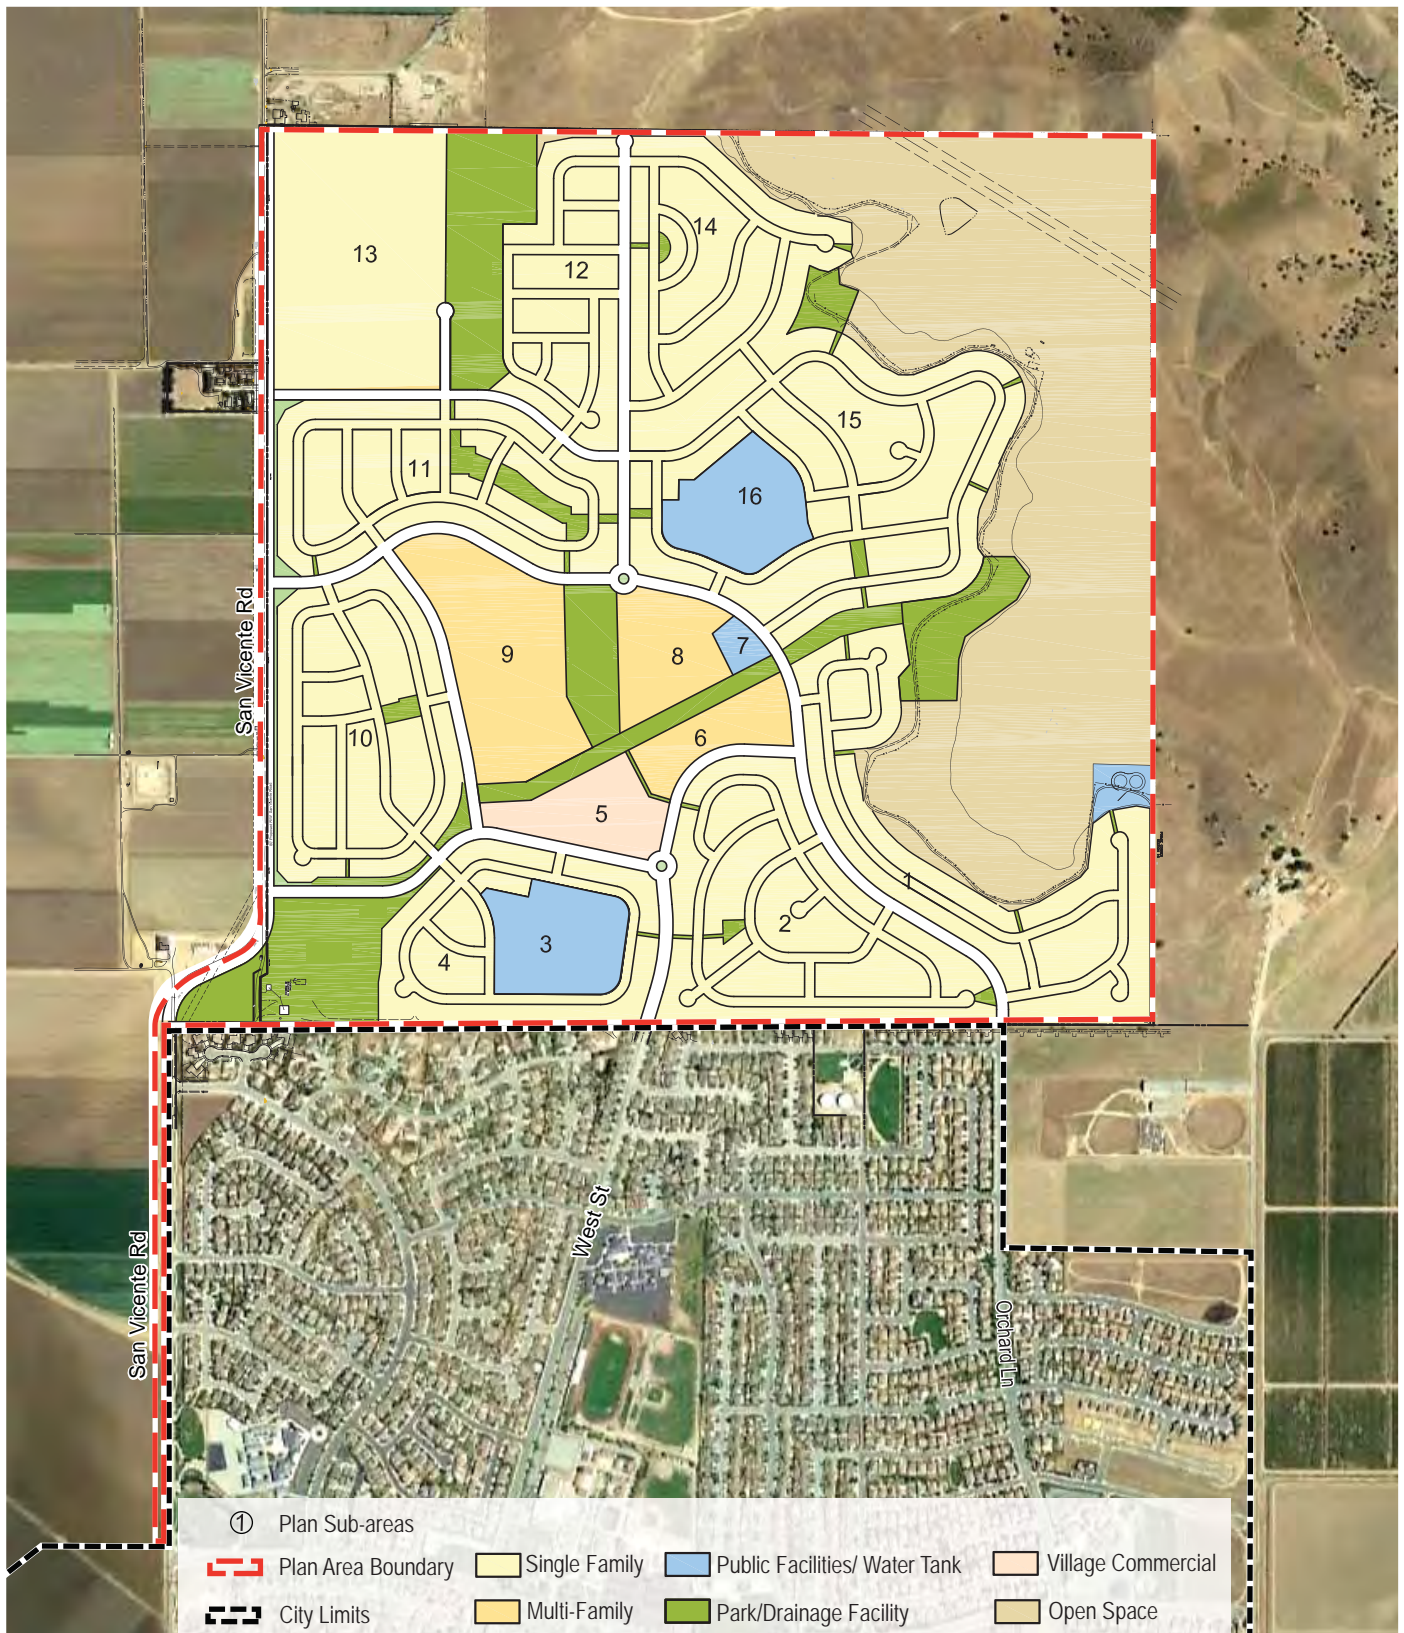 14
13
12
15
11
16
San Vicente Rd
7
9
8
6
10
5
1
2
3
4
West St
San Vicente Rd
Orchard Ln
1 Plan Sub-areas
Plan Area Boundary Single Family Public Facilities/ Water Tank Village Commercial
City Limits Multi-Family Park/Drainage Facility Open Space